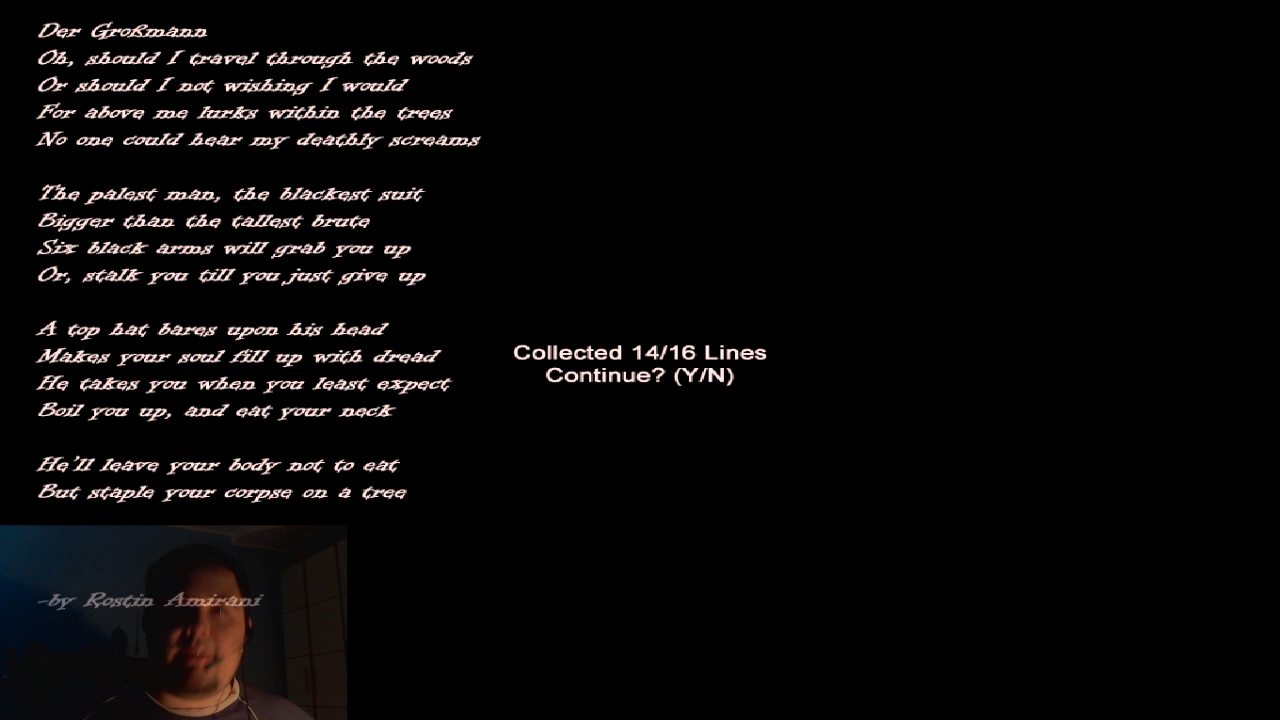 Der Großmann
Oh, should I travel through the woods
Or should I not wishing I would
For above me lurks within the trees
No one could hear my deathly screams
The palest man, the blackest suit
Bigger than the tallest brute
Six black arms will grab you up
Or, stalk you till you just give up
A top hat bares upon his head
Makes your soul fill up with dread
He takes you when you least expect
Boil you up, and eat your neck
He'll leave your body not to eat
But staple your corpse on a tree
-by Rostin Amirani
Collected 14/16 Lines
Continue? (Y/N)